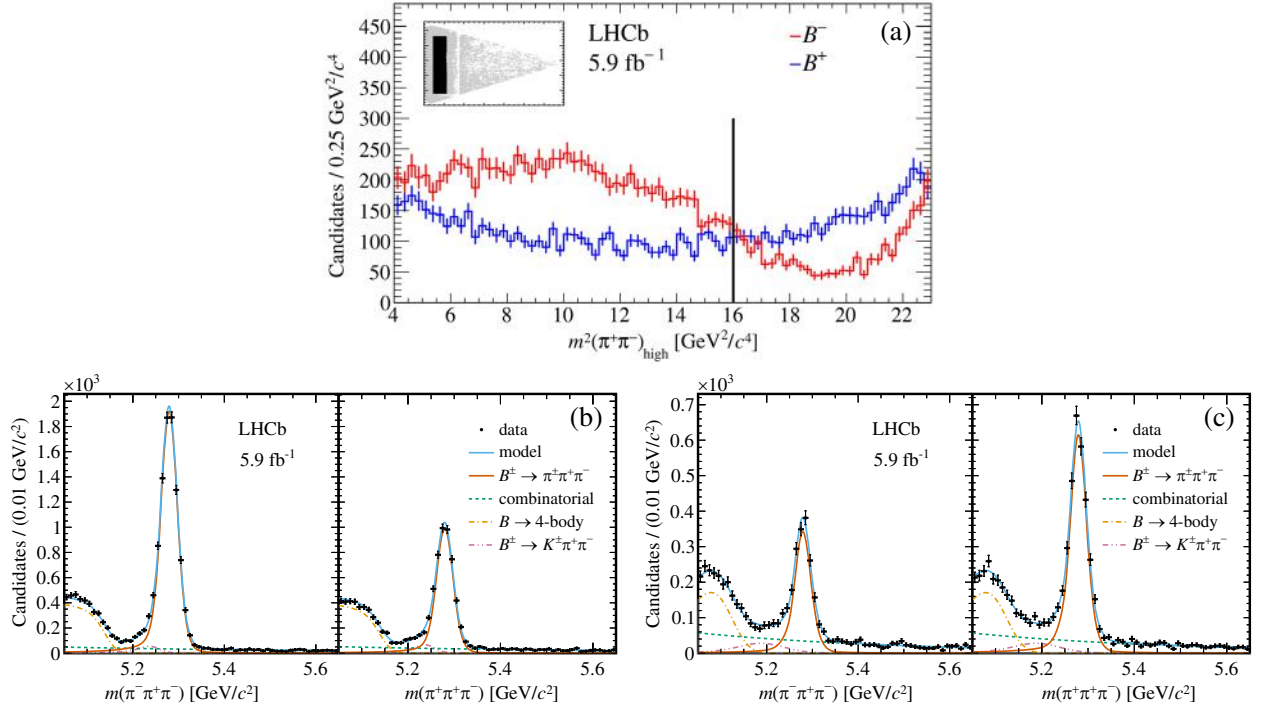 LHCb
5.9 fb⁻¹
B⁻
B⁺
(a)
Candidates / 0.25 GeV²/c⁴
450
400
350
300
250
200
150
100
50
0
4 6 8 10 12 14 16 18 20 22
m²(π⁺π⁻)high [GeV²/c⁴]
×10³
LHCb
5.9 fb⁻¹
(b)
data
model
B± → π±π⁺π⁻
combinatorial
B → 4-body
B± → K±π⁺π⁻
Candidates / (0.01 GeV/c²)
2
1.8
1.6
1.4
1.2
1
0.8
0.6
0.4
0.2
0
5.2 5.4 5.6 5.2 5.4 5.6
m(π⁻π⁺π⁻) [GeV/c²] m(π⁺π⁺π⁻) [GeV/c²]
×10³
LHCb
5.9 fb⁻¹
(c)
data
model
B± → π±π⁺π⁻
combinatorial
B → 4-body
B± → K±π⁺π⁻
Candidates / (0.01 GeV/c²)
0.7
0.6
0.5
0.4
0.3
0.2
0.1
0
5.2 5.4 5.6 5.2 5.4 5.6
m(π⁻π⁺π⁻) [GeV/c²] m(π⁺π⁺π⁻) [GeV/c²]